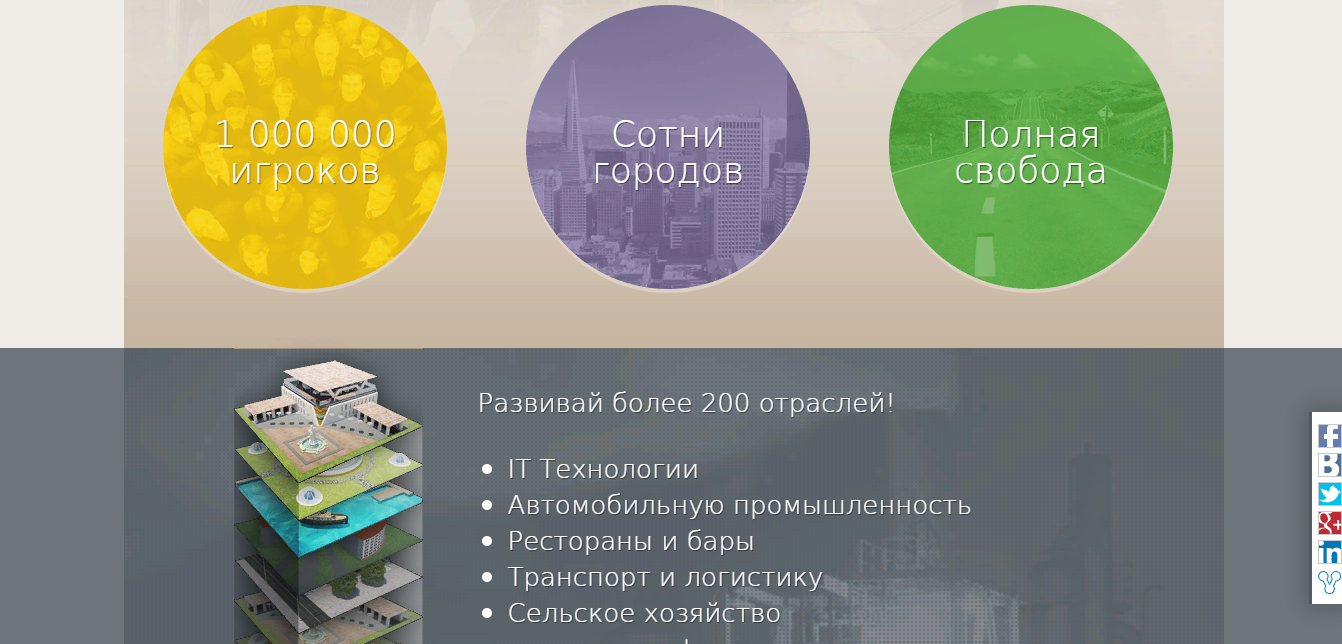 1 000 000
игроков
Сотни
городов
Полная
свобода
Развивай более 200 отраслей!
IT Технологии
Автомобильную промышленность
Рестораны и бары
Транспорт и логистику
Сельское хозяйство